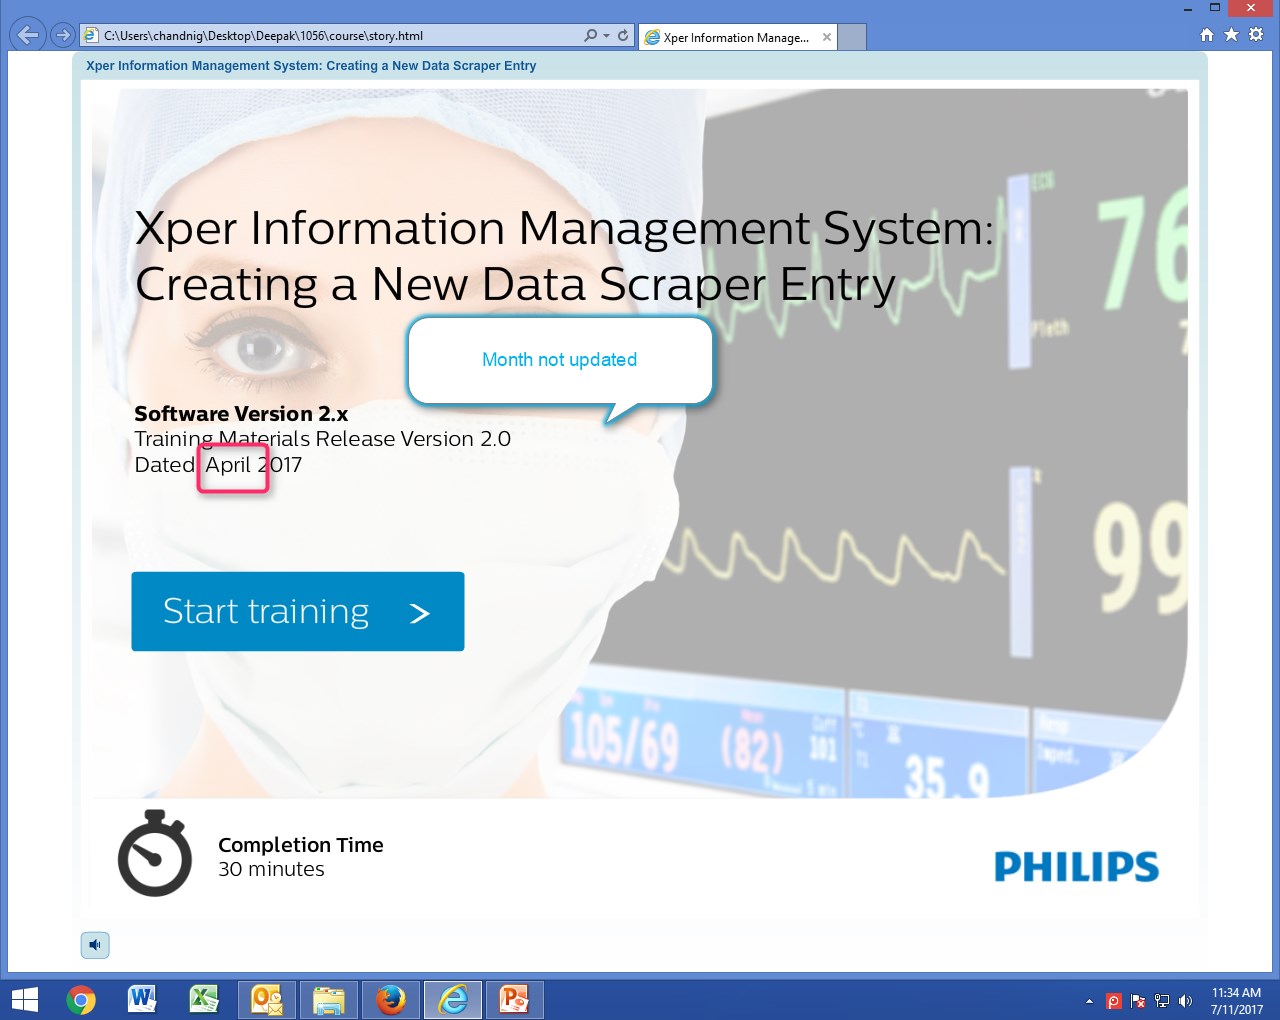 C:\Users\chandnig\Desktop\Deepak\1056\course\story.html
Xper Information Manage...
Xper Information Management System: Creating a New Data Scraper Entry
Xper Information Management System:
Creating a New Data Scraper Entry
Month not updated
Software Version 2.x
Training Materials Release Version 2.0
Dated April 2017
Start training >
ECG
76
Pleth
99
105/69
(82)
101
35.9
Imped.
Completion Time
30 minutes
PHILIPS
11:34 AM
7/11/2017